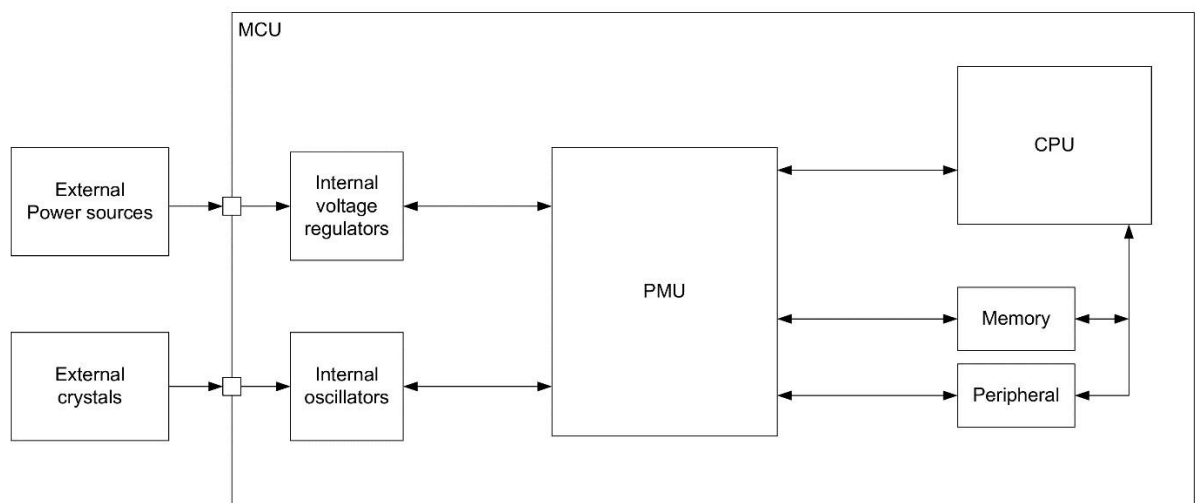 MCU
External
Power sources
Internal
voltage
regulators
PMU
CPU
Memory
External
crystals
Internal
oscillators
Peripheral